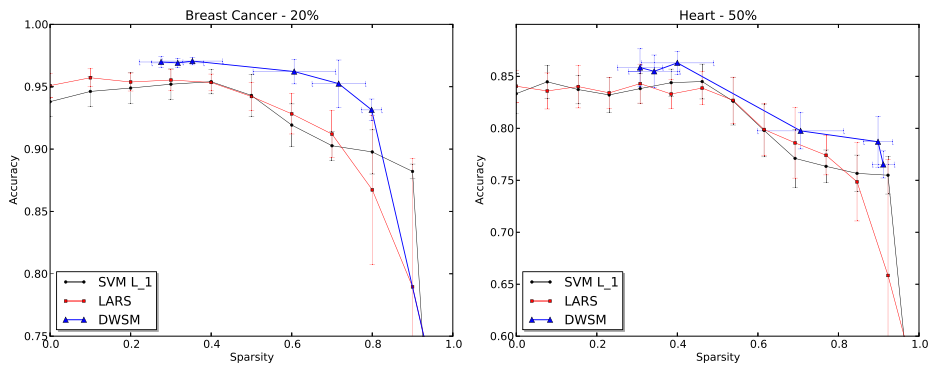 Breast Cancer - 20%
1.00
0.95
0.90
0.85
0.80
0.75
Accuracy
0.0 0.2 0.4 0.6 0.8 1.0
Sparsity
SVM L_1
LARS
DWSM
Heart - 50%
0.85
0.80
0.75
0.70
0.65
0.60
Accuracy
0.0 0.2 0.4 0.6 0.8 1.0
Sparsity
SVM L_1
LARS
DWSM